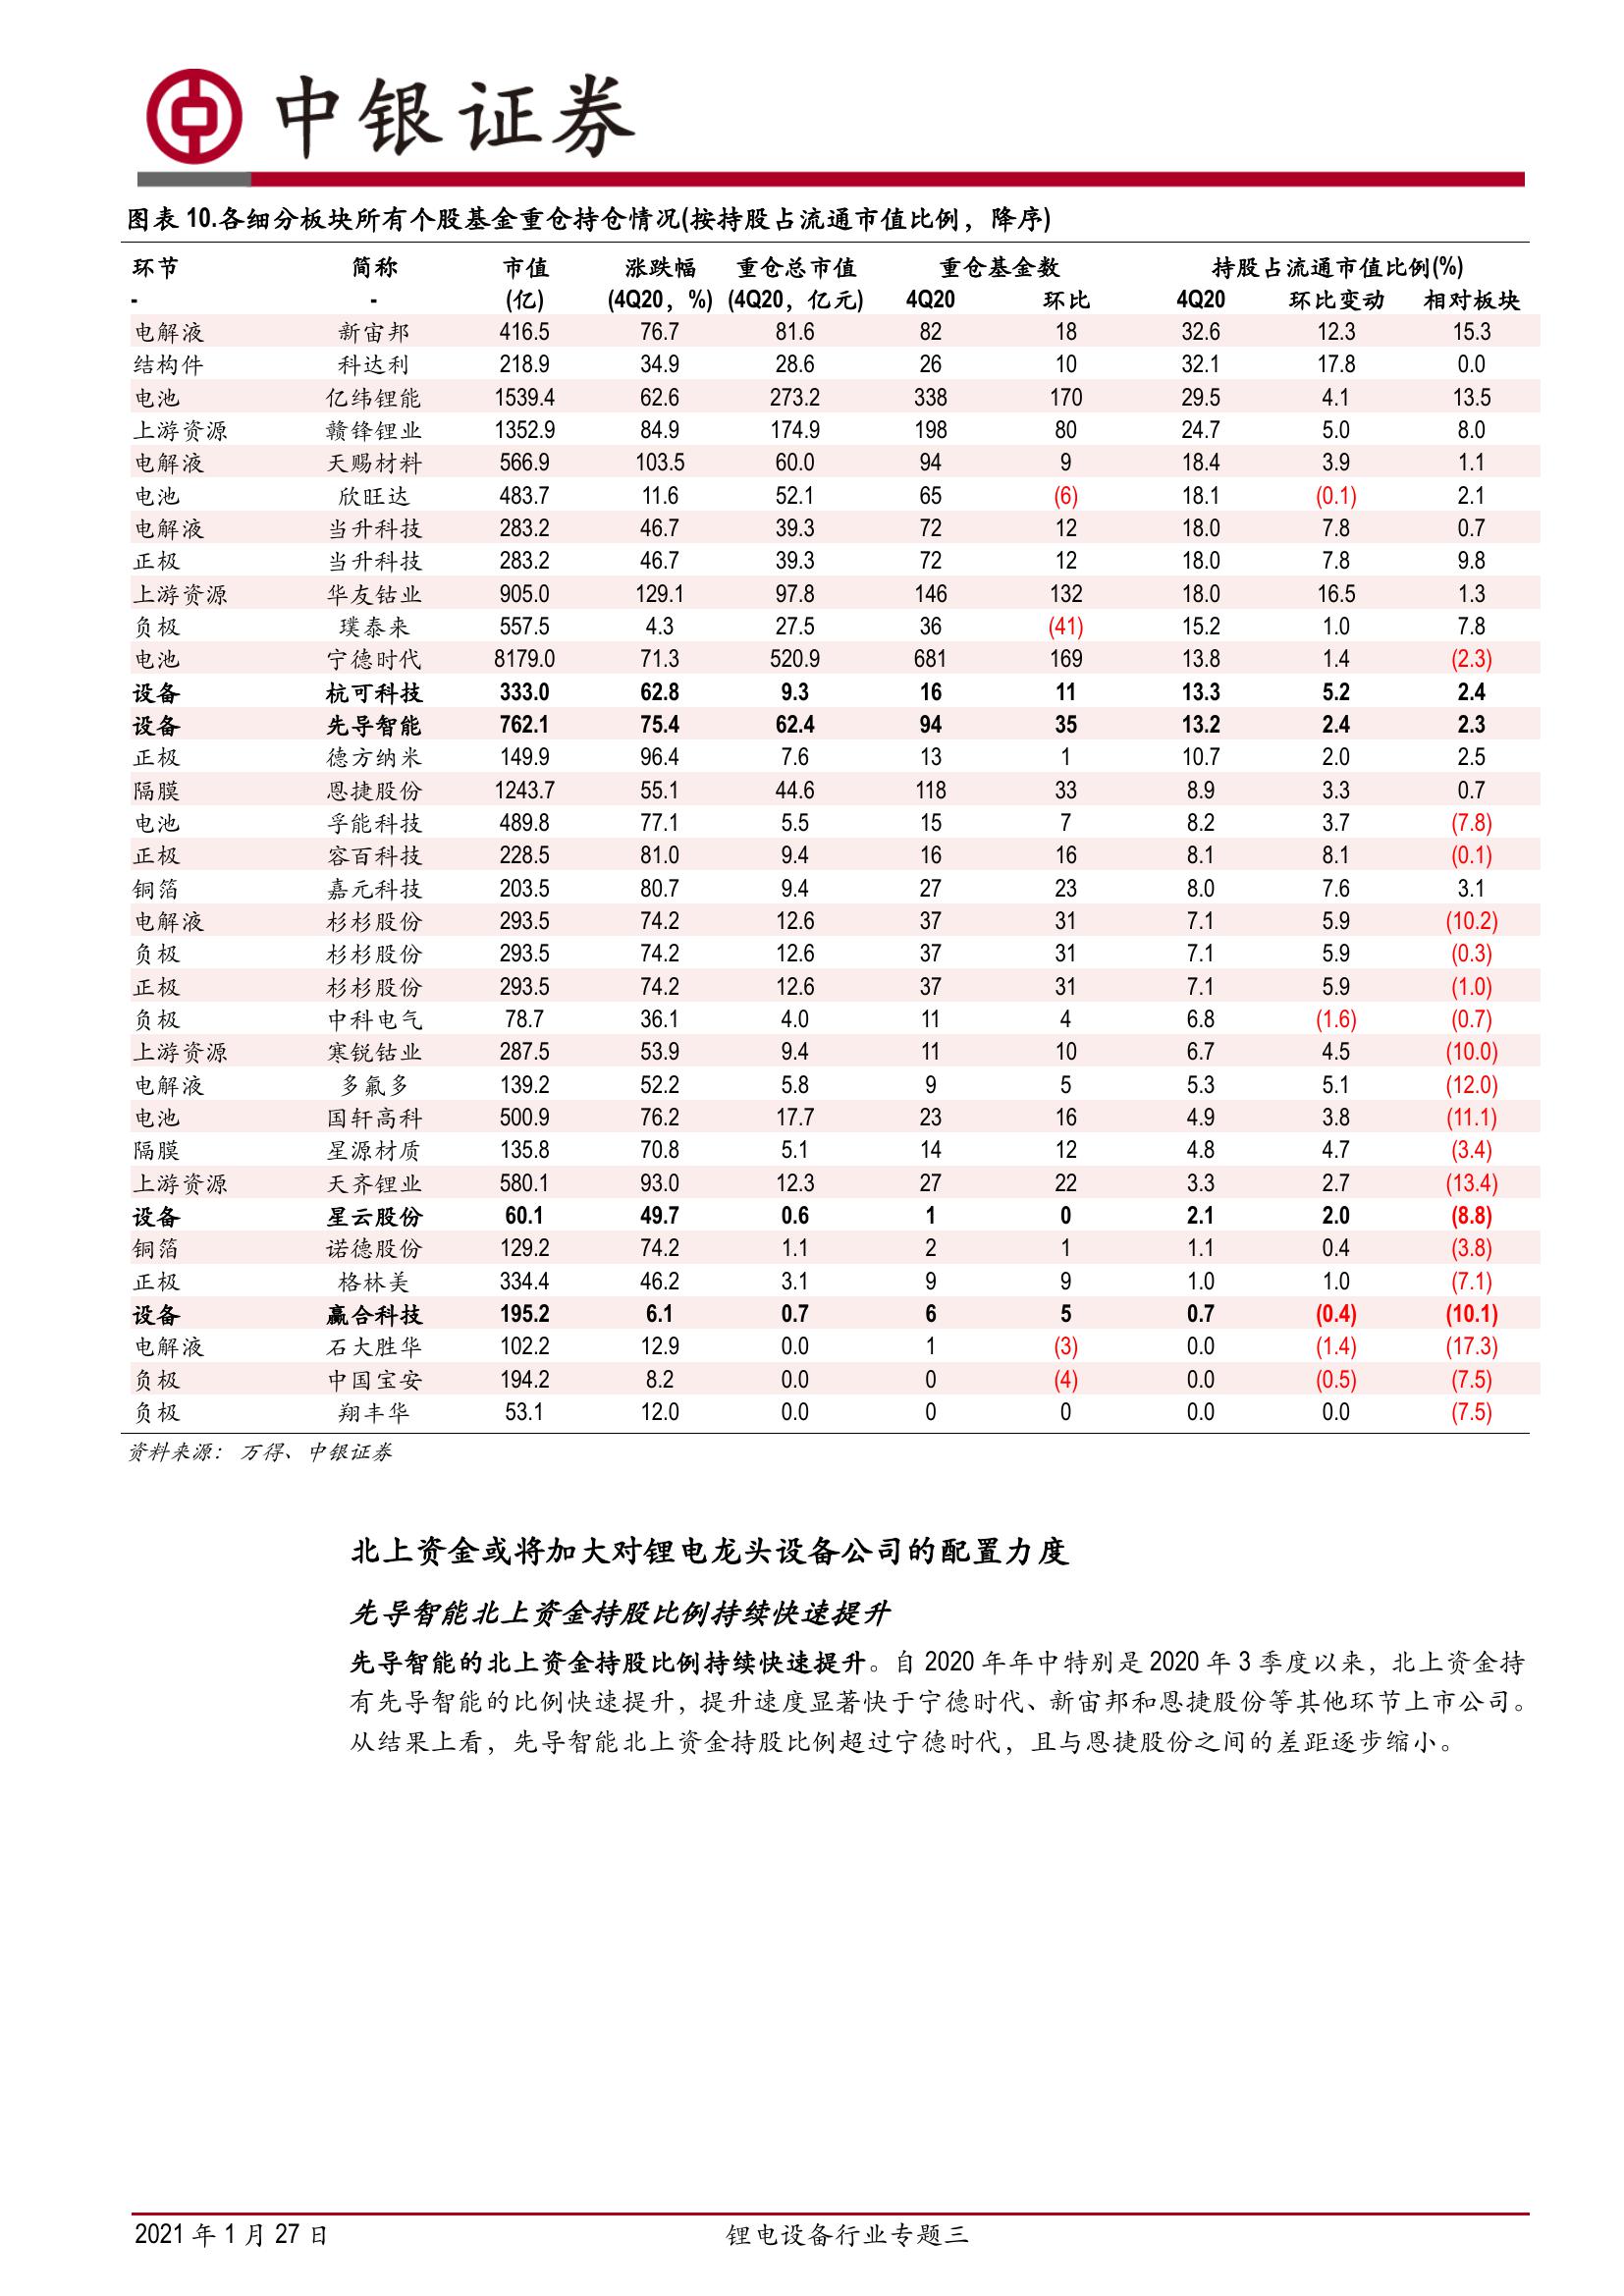 中银证券
图表 10.各细分板块所有个股基金重仓持仓情况(按持股占流通市值比例，降序)
环节 简称 市值 涨跌幅 重仓总市值 重仓基金数 持股占流通市值比例(%)
- - (亿) (4Q20，%) (4Q20，亿元) 4Q20 环比 4Q20 环比变动 相对板块
电解液 新宙邦 416.5 76.7 81.6 82 18 32.6 12.3 15.3
结构件 科达利 218.9 34.9 28.6 26 10 32.1 17.8 0.0
电池 亿纬锂能 1539.4 62.6 273.2 338 170 29.5 4.1 13.5
上游资源 赣锋锂业 1352.9 84.9 174.9 198 80 24.7 5.0 8.0
电解液 天赐材料 566.9 103.5 60.0 94 9 18.4 3.9 1.1
电池 欣旺达 483.7 11.6 52.1 65 (6) 18.1 (0.1) 2.1
电解液 当升科技 283.2 46.7 39.3 72 12 18.0 7.8 0.7
正极 当升科技 283.2 46.7 39.3 72 12 18.0 7.8 9.8
上游资源 华友钴业 905.0 129.1 97.8 146 132 18.0 16.5 1.3
负极 璞泰来 557.5 4.3 27.5 36 (41) 15.2 1.0 7.8
电池 宁德时代 8179.0 71.3 520.9 681 169 13.8 1.4 (2.3)
设备 杭可科技 333.0 62.8 9.3 16 11 13.3 5.2 2.4
设备 先导智能 762.1 75.4 62.4 94 35 13.2 2.4 2.3
正极 德方纳米 149.9 96.4 7.6 13 1 10.7 2.0 2.5
隔膜 恩捷股份 1243.7 55.1 44.6 118 33 8.9 3.3 0.7
电池 孚能科技 489.8 77.1 5.5 15 7 8.2 3.7 (7.8)
正极 容百科技 228.5 81.0 9.4 16 16 8.1 8.1 (0.1)
铜箔 嘉元科技 203.5 80.7 9.4 27 23 8.0 7.6 3.1
电解液 杉杉股份 293.5 74.2 12.6 37 31 7.1 5.9 (10.2)
负极 杉杉股份 293.5 74.2 12.6 37 31 7.1 5.9 (0.3)
正极 杉杉股份 293.5 74.2 12.6 37 31 7.1 5.9 (1.0)
负极 中科电气 78.7 36.1 4.0 11 4 6.8 (1.6) (0.7)
上游资源 寒锐钴业 287.5 53.9 9.4 11 10 6.7 4.5 (10.0)
电解液 多氟多 139.2 52.2 5.8 9 5 5.3 5.1 (12.0)
电池 国轩高科 500.9 76.2 17.7 23 16 4.9 3.8 (11.1)
隔膜 星源材质 135.8 70.8 5.1 14 12 4.8 4.7 (3.4)
上游资源 天齐锂业 580.1 93.0 12.3 27 22 3.3 2.7 (13.4)
设备 星云股份 60.1 49.7 0.6 1 0 2.1 2.0 (8.8)
铜箔 诺德股份 129.2 74.2 1.1 2 1 1.1 0.4 (3.8)
正极 格林美 334.4 46.2 3.1 9 9 1.0 1.0 (7.1)
设备 赢合科技 195.2 6.1 0.7 6 5 0.7 (0.4) (10.1)
电解液 石大胜华 102.2 12.9 0.0 1 (3) 0.0 (1.4) (17.3)
负极 中国宝安 194.2 8.2 0.0 0 (4) 0.0 (0.5) (7.5)
负极 翔丰华 53.1 12.0 0.0 0 0 0.0 0.0 (7.5)
资料来源： 万得、中银证券
北上资金或将加大对锂电龙头设备公司的配置力度
先导智能北上资金持股比例持续快速提升
先导智能的北上资金持股比例持续快速提升。自 2020 年年中特别是 2020 年 3 季度以来，北上资金持
有先导智能的比例快速提升，提升速度显著快于宁德时代、新宙邦和恩捷股份等其他环节上市公司。
从结果上看，先导智能北上资金持股比例超过宁德时代，且与恩捷股份之间的差距逐步缩小。
2021 年 1 月 27 日 锂电设备行业专题三